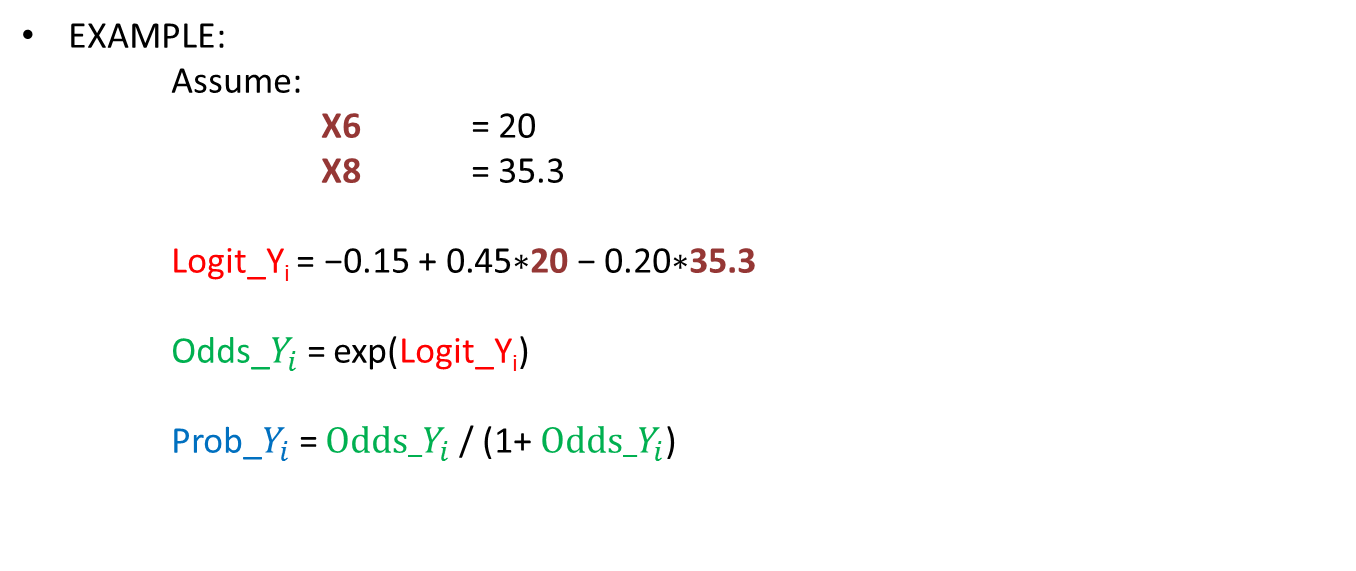 • EXAMPLE:
Assume:
X6 = 20
X8 = 35.3
Logit_Yi = −0.15 + 0.45*20 − 0.20*35.3
Odds_Yi = exp(Logit_Yi)
Prob_Yi = Odds_Yi / (1+ Odds_Yi)